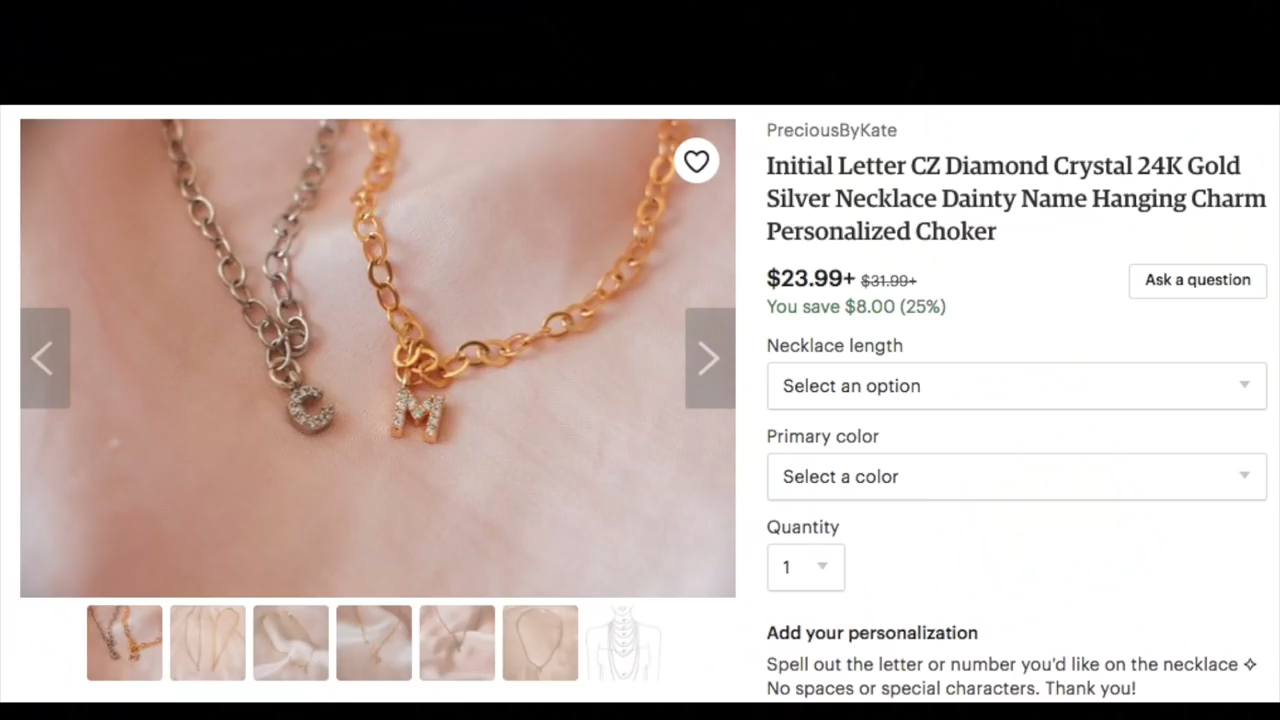 PreciousByKate
Initial Letter CZ Diamond Crystal 24K Gold
Silver Necklace Dainty Name Hanging Charm
Personalized Choker
$23.99+ $31.99+
Ask a question
You save $8.00 (25%)
Necklace length
Select an option
Primary color
Select a color
Quantity
1
Add your personalization
Spell out the letter or number you'd like on the necklace ✧
No spaces or special characters. Thank you!
C
M